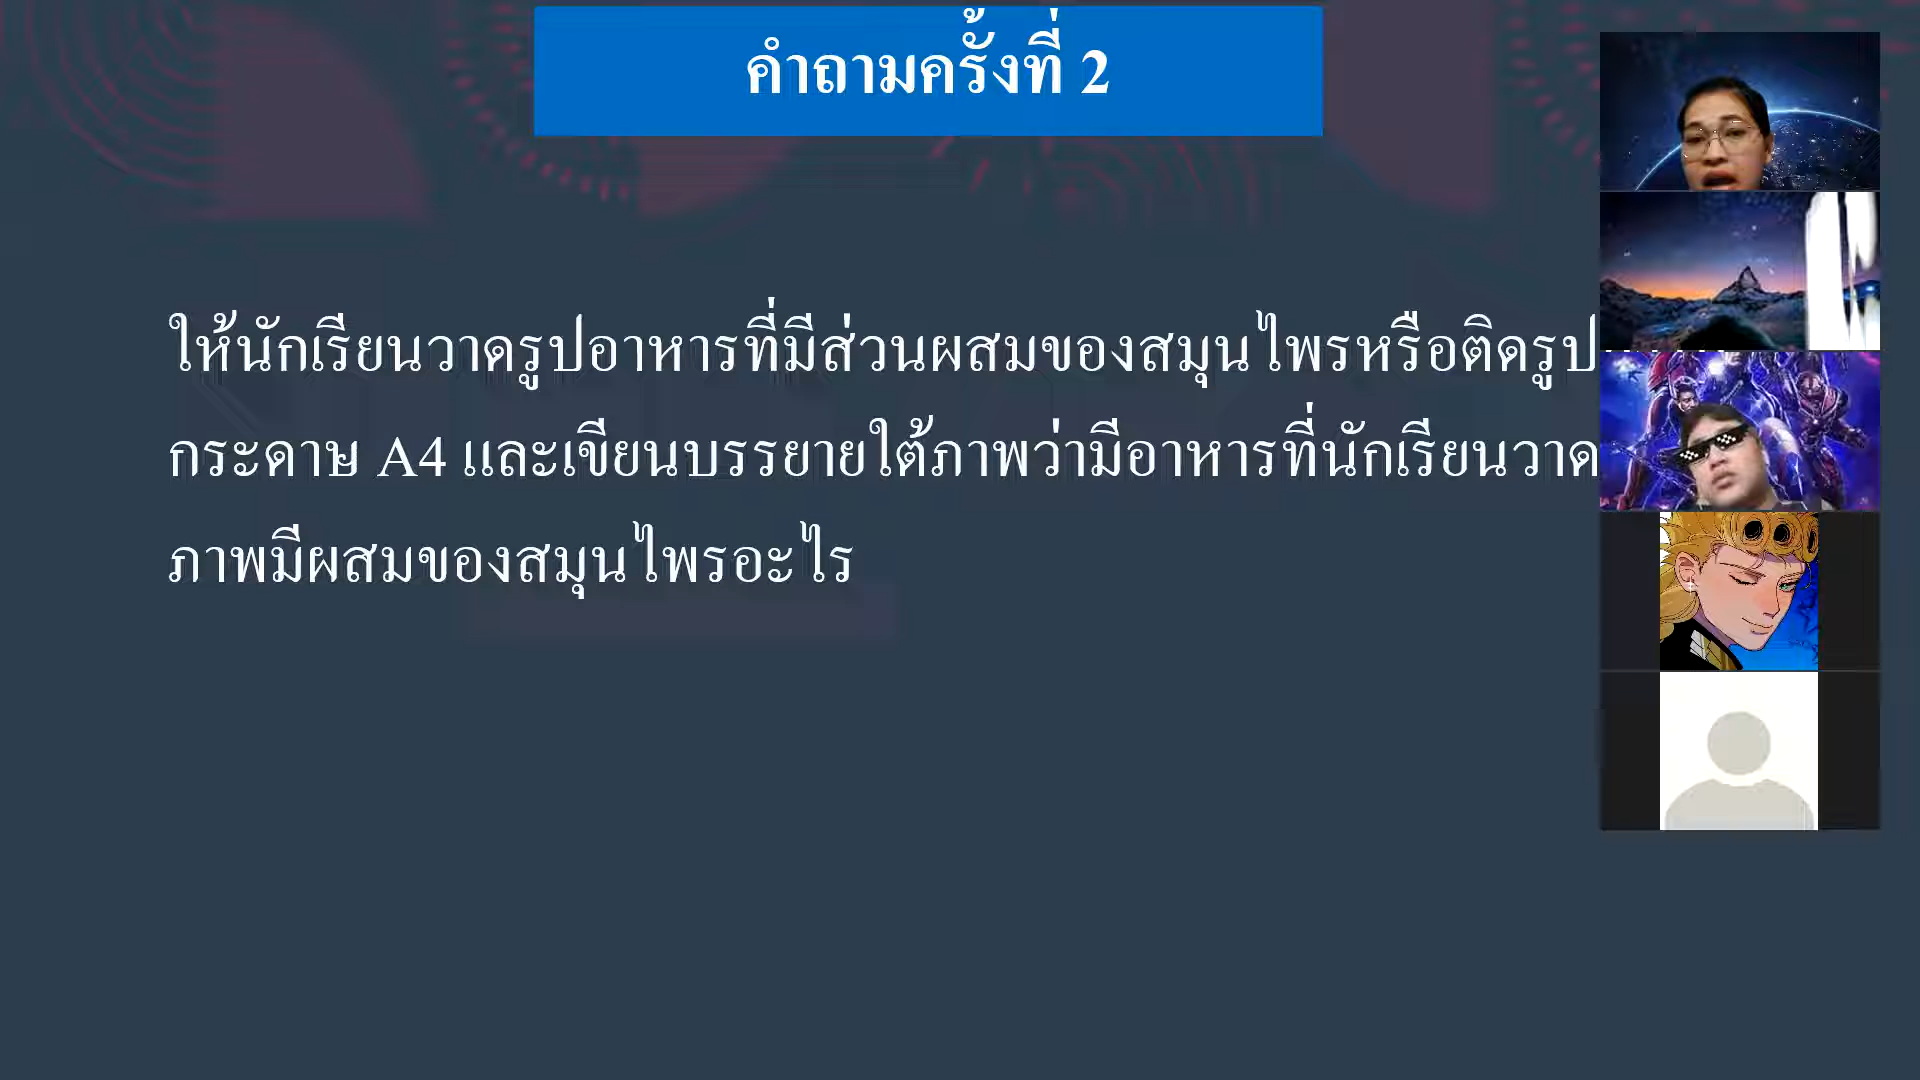 คำถามครั้งที่ 2
ให้นักเรียนวาดรูปอาหารที่มีส่วนผสมของสมุนไพรหรือติดรูป
กระดาษ A4 และเขียนบรรยายใต้ภาพว่ามีอาหารที่นักเรียนวาด
ภาพมีผสมของสมุนไพรอะไร